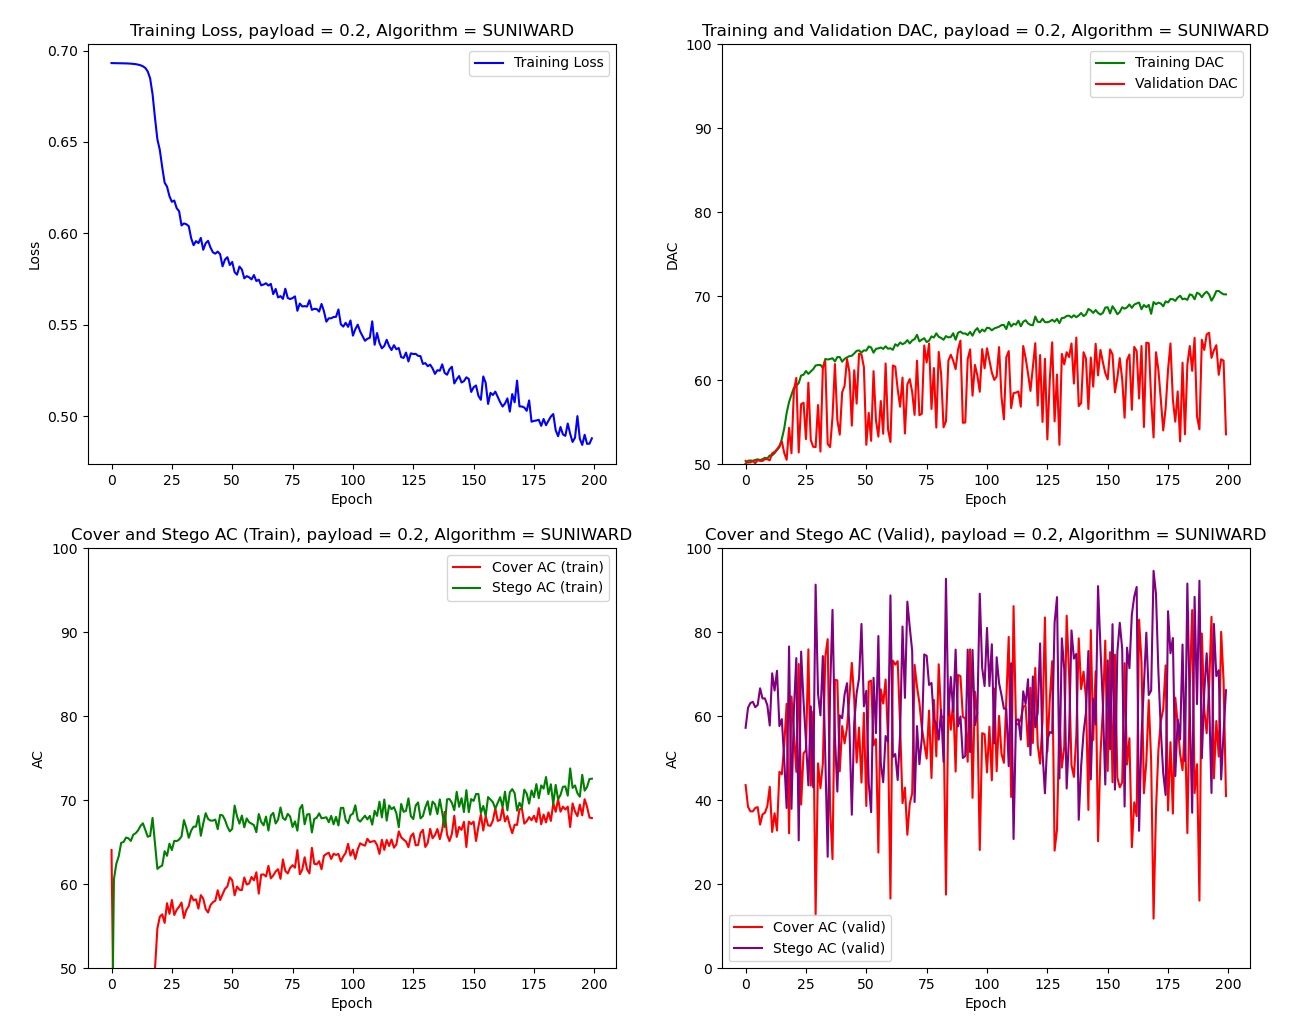 Training Loss, payload = 0.2, Algorithm = SUNIWARD
Training Loss
0.70
0.65
0.60
0.55
0.50
Loss
0 25 50 75 100 125 150 175 200
Epoch
Training and Validation DAC, payload = 0.2, Algorithm = SUNIWARD
Training DAC
Validation DAC
100
90
80
70
60
50
DAC
0 25 50 75 100 125 150 175 200
Epoch
Cover and Stego AC (Train), payload = 0.2, Algorithm = SUNIWARD
Cover AC (train)
Stego AC (train)
100
90
80
70
60
50
AC
0 25 50 75 100 125 150 175 200
Epoch
Cover and Stego AC (Valid), payload = 0.2, Algorithm = SUNIWARD
100
80
60
40
20
0
AC
Cover AC (valid)
Stego AC (valid)
0 25 50 75 100 125 150 175 200
Epoch